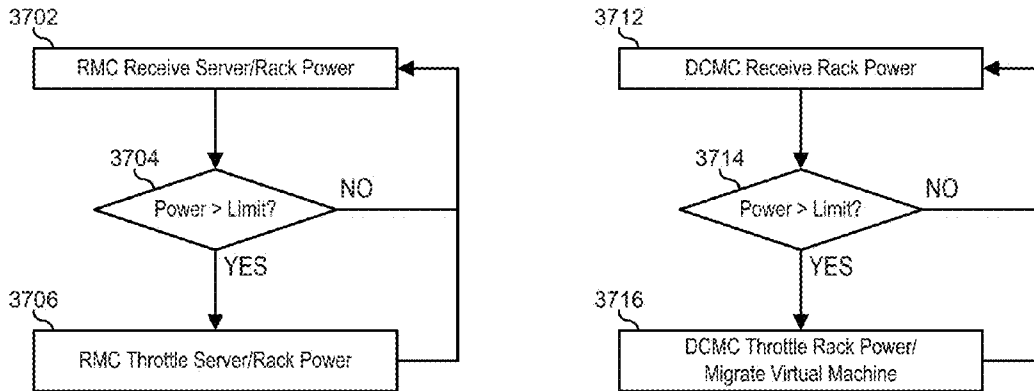 3702
RMC Receive Server/Rack Power
3704
Power > Limit?
NO
YES
3706
RMC Throttle Server/Rack Power
3712
DCMC Receive Rack Power
3714
Power > Limit?
NO
YES
3716
DCMC Throttle Rack Power/
Migrate Virtual Machine